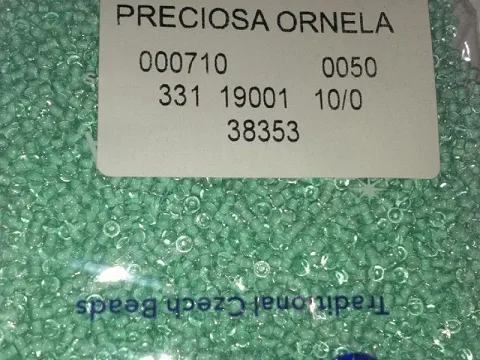 PRECIOSA ORNELA
000710 0050
331 19001 10/0
38353
Traditional Czech Beads